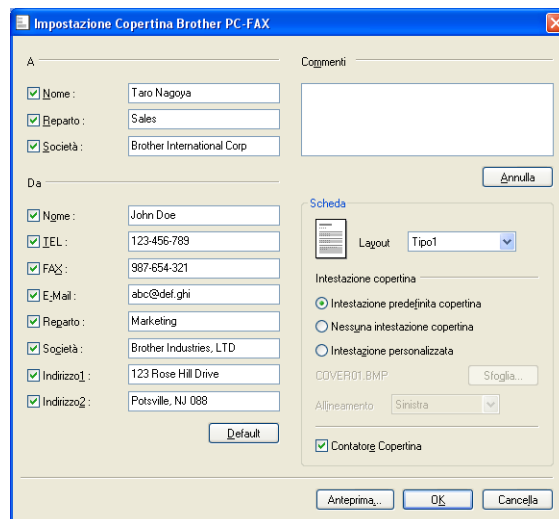 Impostazione Copertina Brother PC-FAX
A
Nome :
Taro Nagoya
Reparto :
Sales
Società :
Brother International Corp
Da
Nome :
John Doe
TEL :
123-456-789
FAX :
987-654-321
E-Mail :
abc@def.ghi
Reparto :
Marketing
Società :
Brother Industries, LTD
Indirizzo1 :
123 Rose Hill Drive
Indirizzo2 :
Potsville, NJ 088
Default
Commenti
Annulla
Scheda
Layout
Tipo1
Intestazione copertina
Intestazione predefinita copertina
Nessuna intestazione copertina
Intestazione personalizzata
COVER01.BMP
Sfoglia...
Allineamento
Sinistra
Contatore Copertina
Anteprima...
OK
Cancella